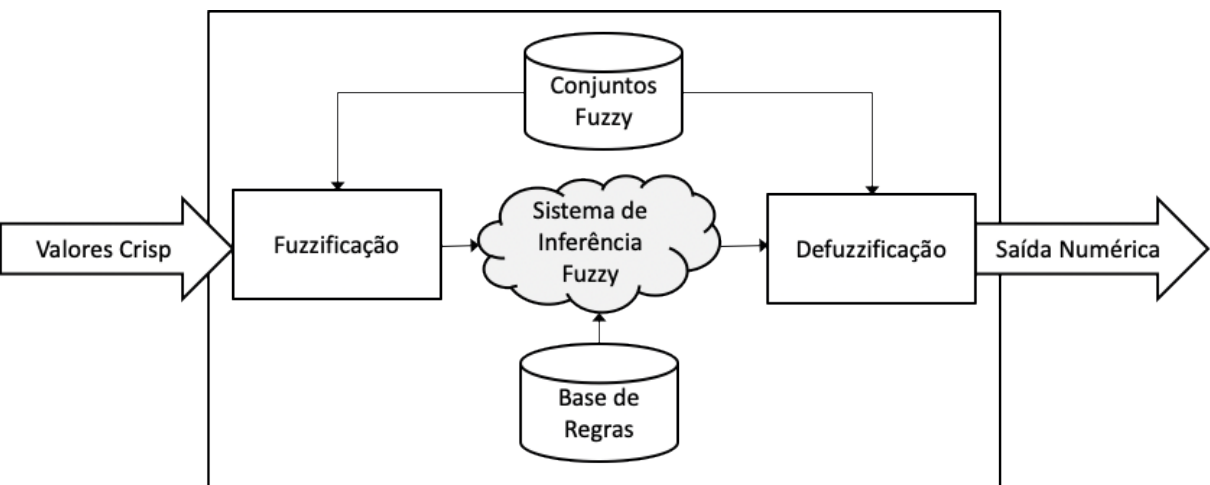 Conjuntos
Fuzzy
Valores Crisp
Fuzzificação
Sistema de
Inferência
Fuzzy
Defuzzificação
Saída Numérica
Base de
Regras